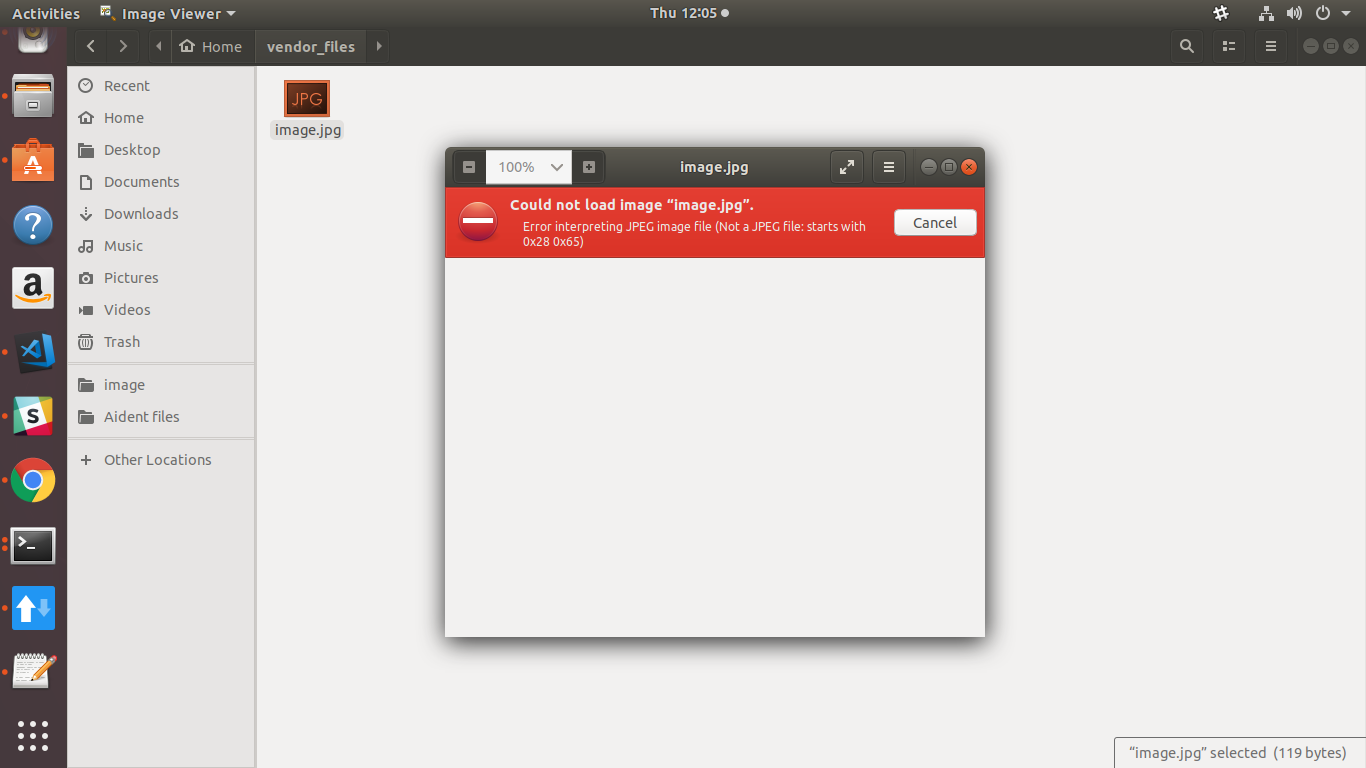 Activities Image Viewer Thu 12:05
Home vendor_files
Recent
Home
Desktop
Documents
Downloads
Music
Pictures
Videos
Trash
image
Aident files
Other Locations
JPG
image.jpg
100% image.jpg
Could not load image “image.jpg”.
Error interpreting JPEG image file (Not a JPEG file: starts with
0x28 0x65)
Cancel
“image.jpg” selected (119 bytes)